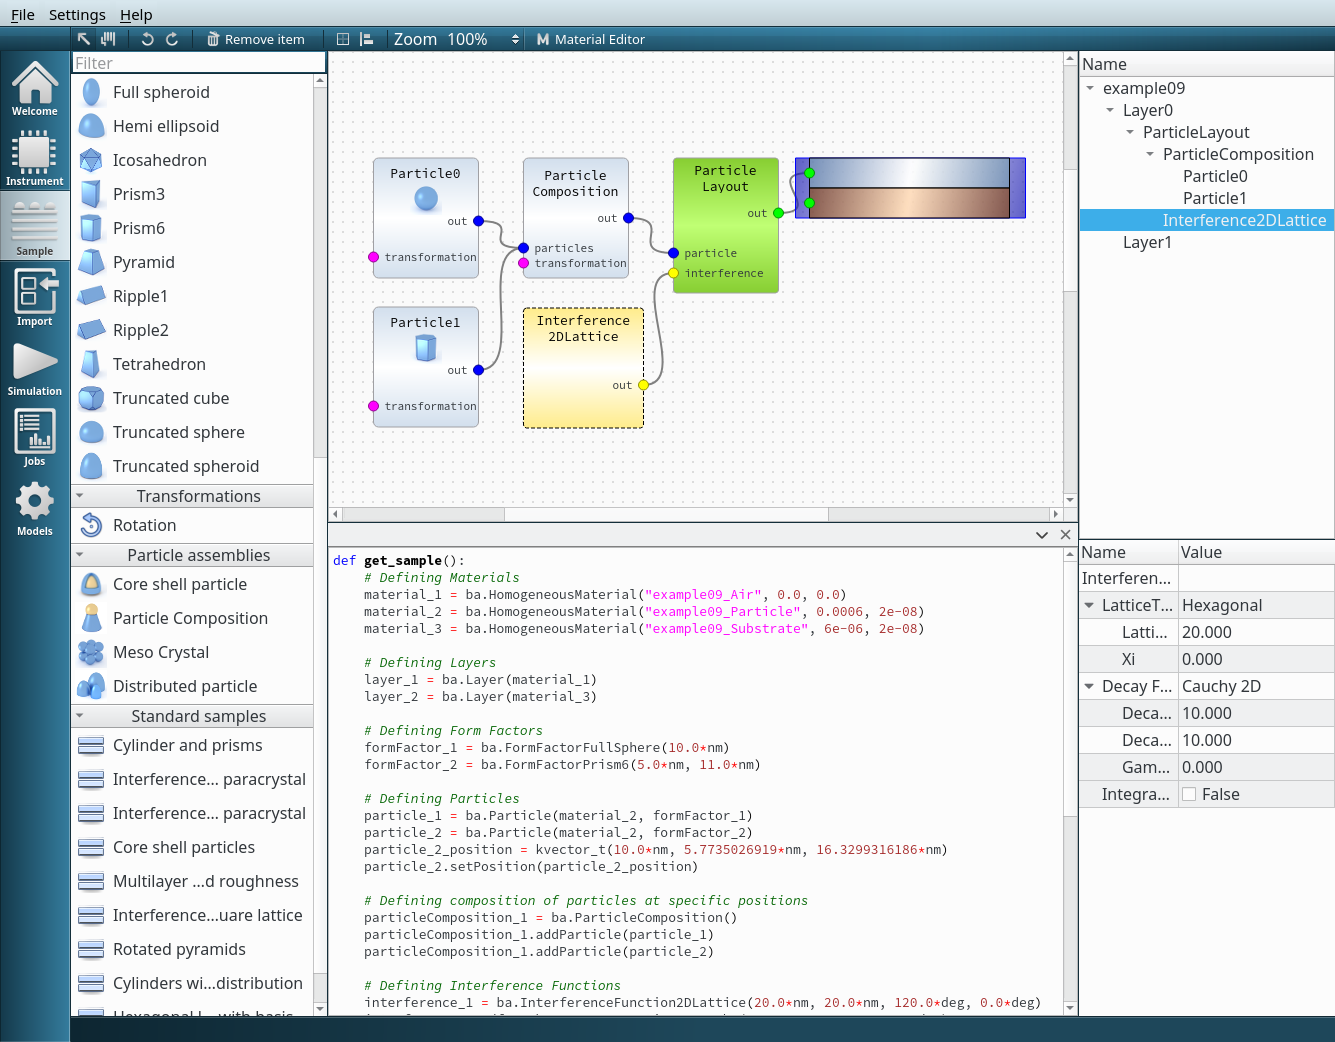 File Settings Help
Remove item Zoom 100% Material Editor
Welcome
Instrument
Sample
Import
Simulation
Jobs
Models
Filter
Full spheroid
Hemi ellipsoid
Icosahedron
Prism3
Prism6
Pyramid
Ripple1
Ripple2
Tetrahedron
Truncated cube
Truncated sphere
Truncated spheroid
Transformations
Rotation
Particle assemblies
Core shell particle
Particle Composition
Meso Crystal
Distributed particle
Standard samples
Cylinder and prisms
Interference... paracrystal
Interference... paracrystal
Core shell particles
Multilayer ...d roughness
Interference...uare lattice
Rotated pyramids
Cylinders wi...distribution
Particle0
out
transformation
Particle
Composition
out
particles
transformation
Particle
Layout
out
particle
interference
Particle1
out
transformation
Interference
2DLattice
out
def get_sample():
# Defining Materials
material_1 = ba.HomogeneousMaterial("example09_Air", 0.0, 0.0)
material_2 = ba.HomogeneousMaterial("example09_Particle", 0.0006, 2e-08)
material_3 = ba.HomogeneousMaterial("example09_Substrate", 6e-06, 2e-08)
# Defining Layers
layer_1 = ba.Layer(material_1)
layer_2 = ba.Layer(material_3)
# Defining Form Factors
formFactor_1 = ba.FormFactorFullSphere(10.0*nm)
formFactor_2 = ba.FormFactorPrism6(5.0*nm, 11.0*nm)
# Defining Particles
particle_1 = ba.Particle(material_2, formFactor_1)
particle_2 = ba.Particle(material_2, formFactor_2)
particle_2_position = kvector_t(10.0*nm, 5.7735026919*nm, 16.3299316186*nm)
particle_2.setPosition(particle_2_position)
# Defining composition of particles at specific positions
particleComposition_1 = ba.ParticleComposition()
particleComposition_1.addParticle(particle_1)
particleComposition_1.addParticle(particle_2)
# Defining Interference Functions
interference_1 = ba.InterferenceFunction2DLattice(20.0*nm, 20.0*nm, 120.0*deg, 0.0*deg)
Name
example09
Layer0
ParticleLayout
ParticleComposition
Particle0
Particle1
Interference2DLattice
Layer1
Name Value
Interferen...
LatticeT... Hexagonal
Latti... 20.000
Xi 0.000
Decay F... Cauchy 2D
Deca... 10.000
Deca... 10.000
Gam... 0.000
Integra... False